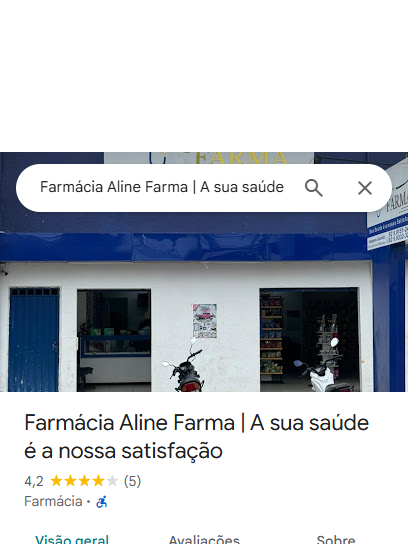 FARMA
Farmácia Aline Farma | A sua saúde
FARMA
Farmácia Aline Farma | A sua saúde
é a nossa satisfação
4,2 (5)
Farmácia ·
Visão geral Avaliações Sobre